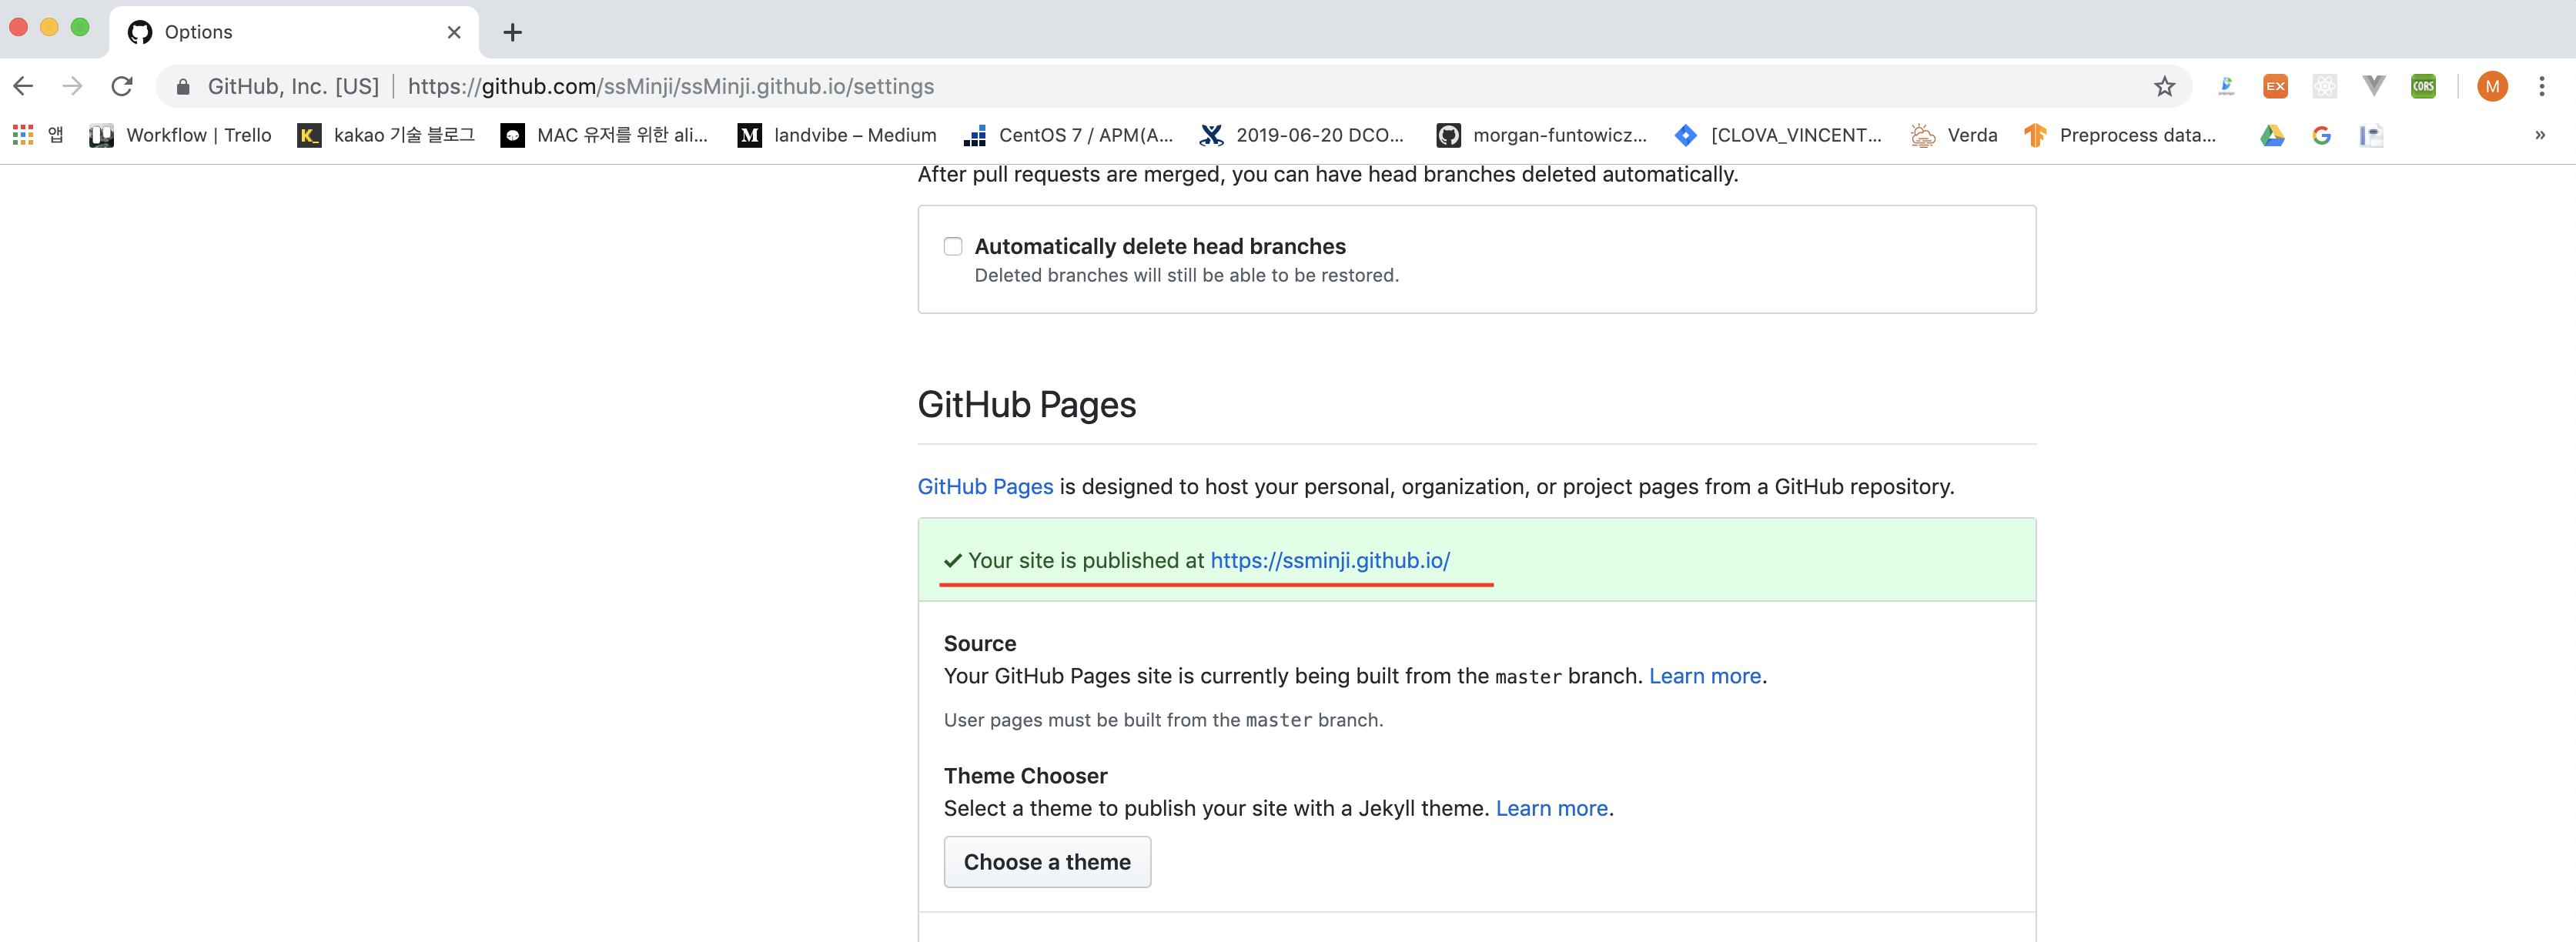 Options
GitHub, Inc. [US] | https://github.com/ssMinji/ssMinji.github.io/settings
EX
CORS
M
앱 Workflow | Trello K_ kakao 기술 블로그 MAC 유저를 위한 ali... M landvibe – Medium CentOS 7 / APM(A... 2019-06-20 DCO... morgan-funtowicz... [CLOVA_VINCENT... Verda Preprocess data... G »
After pull requests are merged, you can have head branches deleted automatically.
Automatically delete head branches
Deleted branches will still be able to be restored.
GitHub Pages
GitHub Pages is designed to host your personal, organization, or project pages from a GitHub repository.
✓ Your site is published at https://ssminji.github.io/
Source
Your GitHub Pages site is currently being built from the master branch. Learn more.
User pages must be built from the master branch.
Theme Chooser
Select a theme to publish your site with a Jekyll theme. Learn more.
Choose a theme